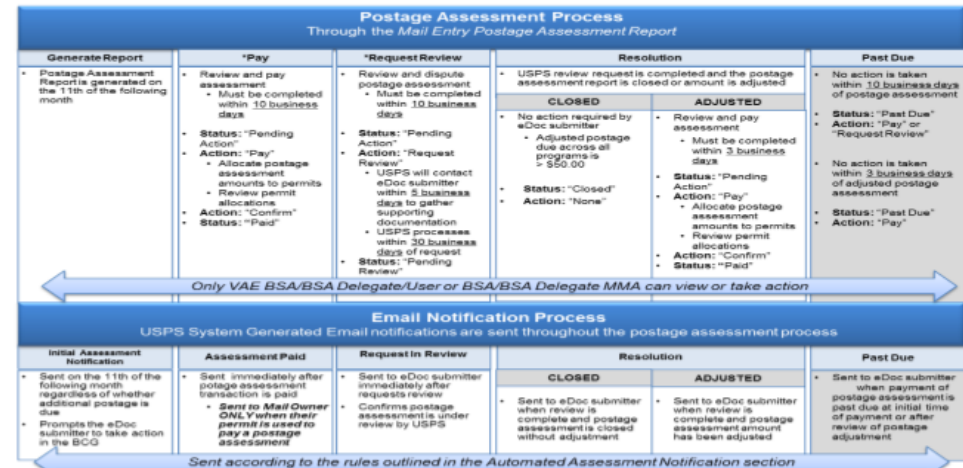 Postage Assessment Process
Through the Mail Entry Postage Assessment Report
Generate Report
• Postage Assessment
Report is generated on
the 11th of the following
month
*Pay
• Review and pay
assessment
• Must be completed
within 10 business
days
• Status: "Pending
Action"
• Action: "Pay"
• Allocate postage
assessment
amounts to permits
• Review permit
allocations
• Action: "Confirm"
• Status: "Paid"
*Request Review
• Review and dispute
postage assessment
• Must be completed
within 10 business
days
• Status: "Pending
Action"
• Action: "Request
Review"
• USPS will contact
eDoc submitter
within 5 business
days to gather
supporting
documentation
• USPS processes
within 30 business
days of request
• Status: "Pending
Review"
Resolution
• USPS review request is completed and the postage
assessment report is closed or amount is adjusted
CLOSED
• No action required by
eDoc submitter
• Adjusted postage
due across all
programs is
> $50.00
• Status: "Closed"
• Action: "None"
ADJUSTED
• Review and pay
assessment
• Must be completed
within 3 business
days
• Status: "Pending
Action"
• Action: "Pay"
• Allocate postage
assessment
amounts to permits
• Review permit
allocations
• Action: "Confirm"
• Status: "Paid"
Past Due
• No action is taken
within 10 business days
of postage assessment
• Status: "Past Due"
• Action: "Pay" or
"Request Review"
• No action is taken
within 3 business days
of adjusted postage
assessment
• Status: "Past Due"
• Action: "Pay"
Only VAE BSA/BSA Delegate/User or BSA/BSA Delegate MMA can view or take action
Email Notification Process
USPS System Generated Email notifications are sent throughout the postage assessment process
Initial Assessment
Notification
• Sent on the 11th of the
following month
regardless of whether
additional postage is
due
• Prompts the eDoc
submitter to take action
in the BCG
Assessment Paid
• Sent immediately after
potage assessment
transaction is paid
• Sent to Mail Owner
ONLY when their
permit is used to
pay a postage
assessment
Request In Review
• Sent to eDoc submitter
immediately after
requests review
• Confirms postage
assessment is under
review by USPS
Resolution
CLOSED
• Sent to eDoc submitter
when review is
complete and postage
assessment is closed
without adjustment
ADJUSTED
• Sent to eDoc submitter
when review is
complete and postage
assessment amount
has been adjusted
Past Due
• Sent to eDoc submitter
when payment of
postage assessment is
past due at initial time
of payment or after
review of postage
adjustment
Sent according to the rules outlined in the Automated Assessment Notification section